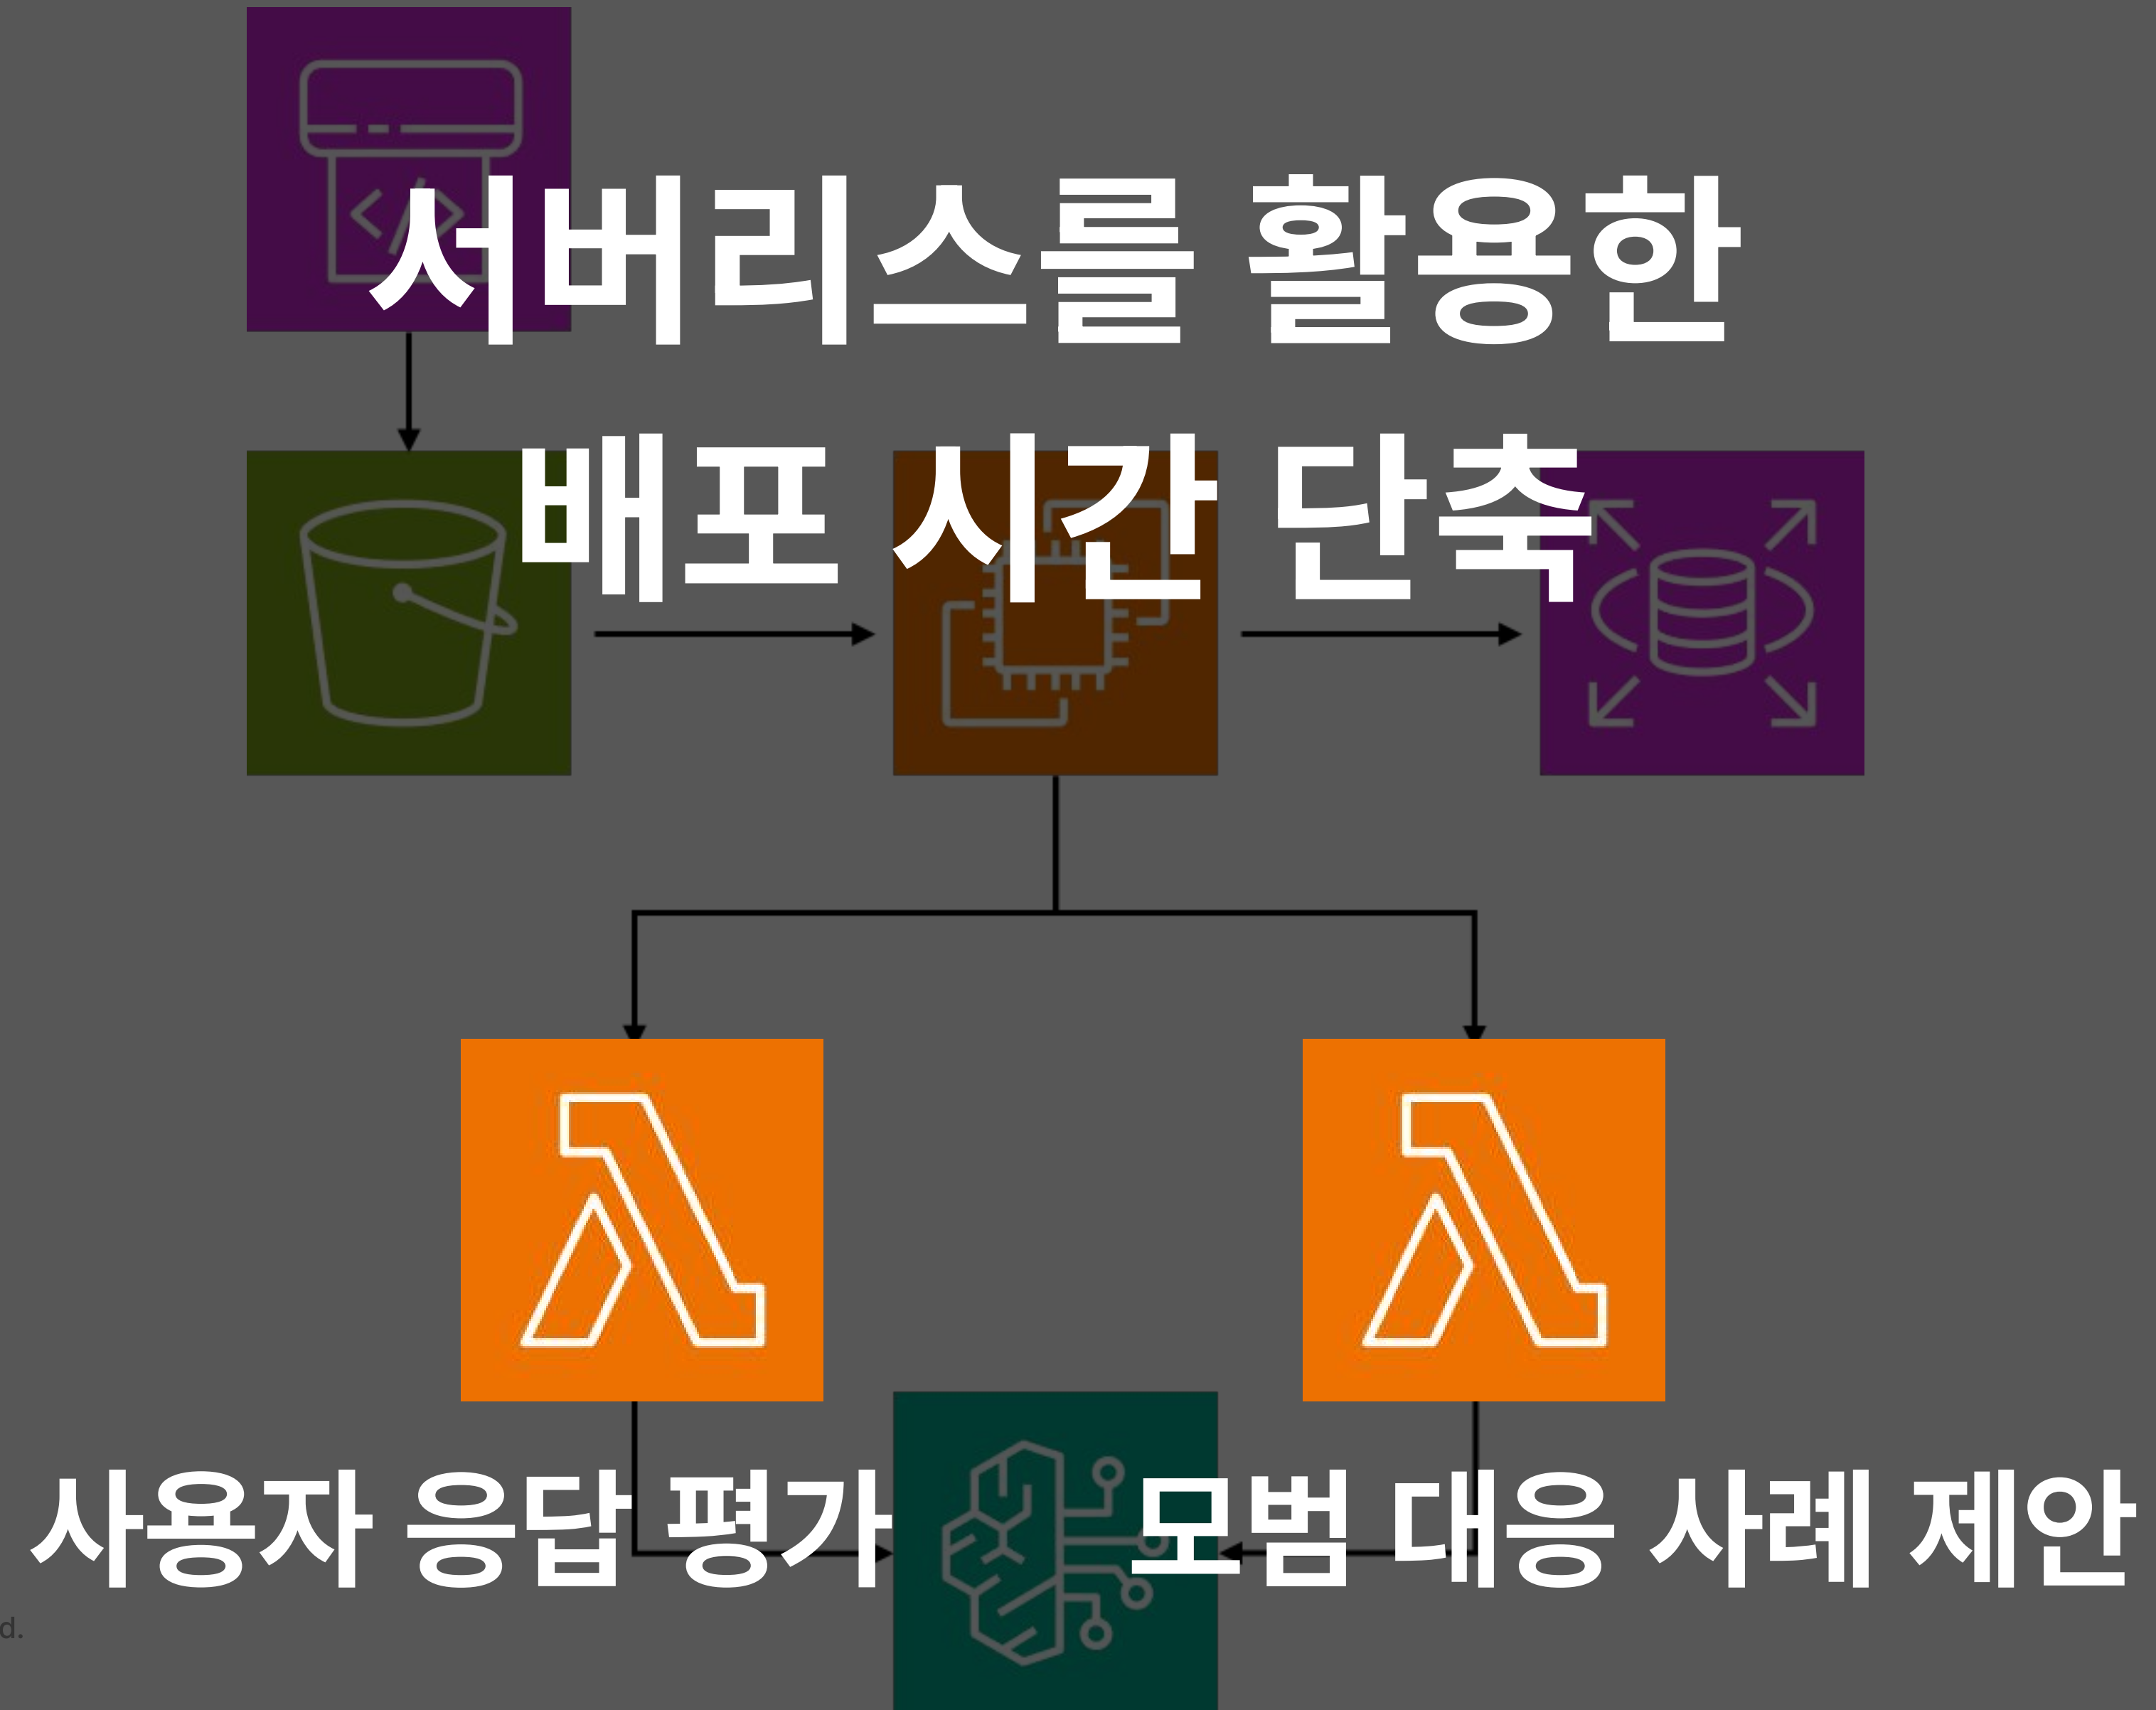 서버리스를 활용한
배포 시간 단축
사용자 응답 평가
모범 대응 사례 제안
d.